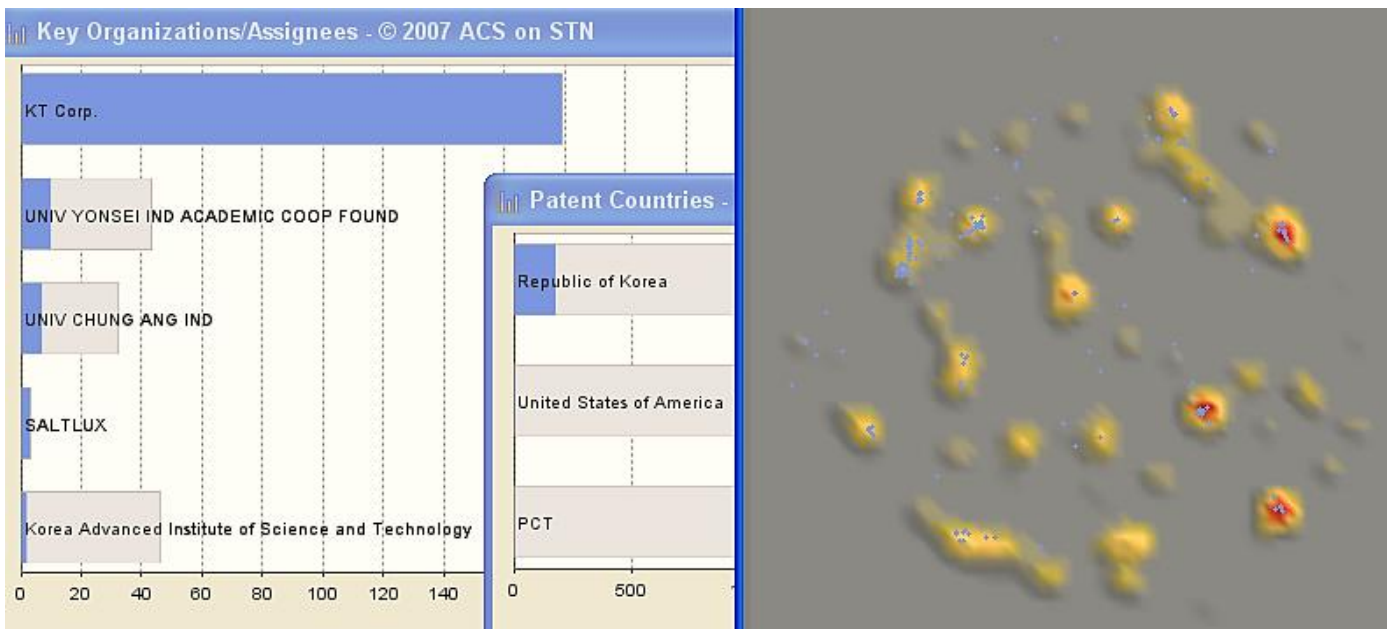 Key Organizations/Assignees - © 2007 ACS on STN
KT Corp.
UNIV YONSEI IND ACADEMIC COOP FOUND
UNIV CHUNG ANG IND
SALTLUX
Korea Advanced Institute of Science and Technology
0 20 40 60 80 100 120 140
Patent Countries -
Republic of Korea
United States of America
PCT
0 500